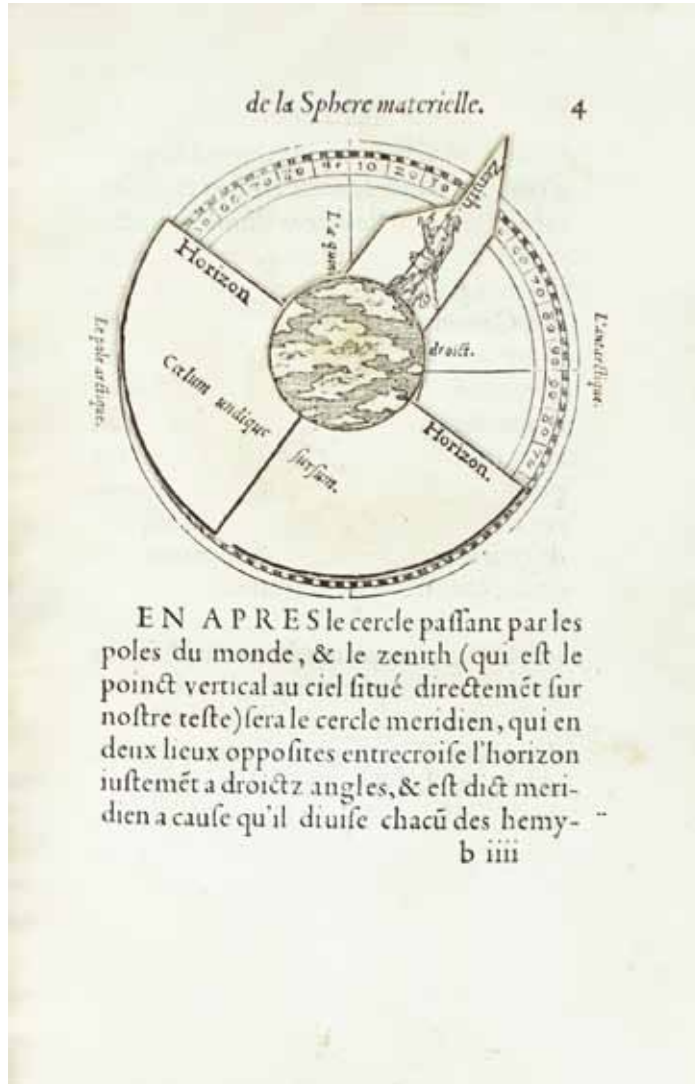 de la Sphere materielle.
4
Zenith
L'equin
Horizon
Le pole arctique.
droict.
L'antarctique.
Cœlum undique
ſurſum.
Horizon.
EN APRES le cercle paſſant par les
poles du monde, & le zenith (qui eſt le
poinct vertical au ciel ſitué directemẽt ſur
noſtre teſte) ſera le cercle meridien, qui en
deux lieux oppoſites entrecroiſe l'horizon
iuſtemẽt a droictz angles, & eſt dict meri-
dien a cauſe qu'il diuiſe chacũ des hemy-
b iiii